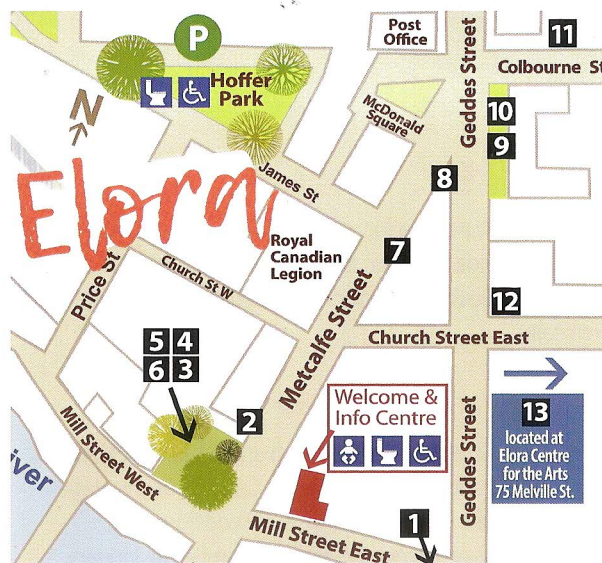 P
Post
Office
Geddes Street
11
Colbourne St
Hoffer
Park
McDonald
Square
10
9
N
Elora
James St
8
Royal
Canadian
Legion
7
Price St
Church St W
Metcalfe Street
12
Church Street East
5 4
6 3
2
Welcome &
Info Centre
13
located at
Elora Centre
for the Arts
75 Melville St.
Mill Street West
iver
Geddes Street
1
Mill Street East